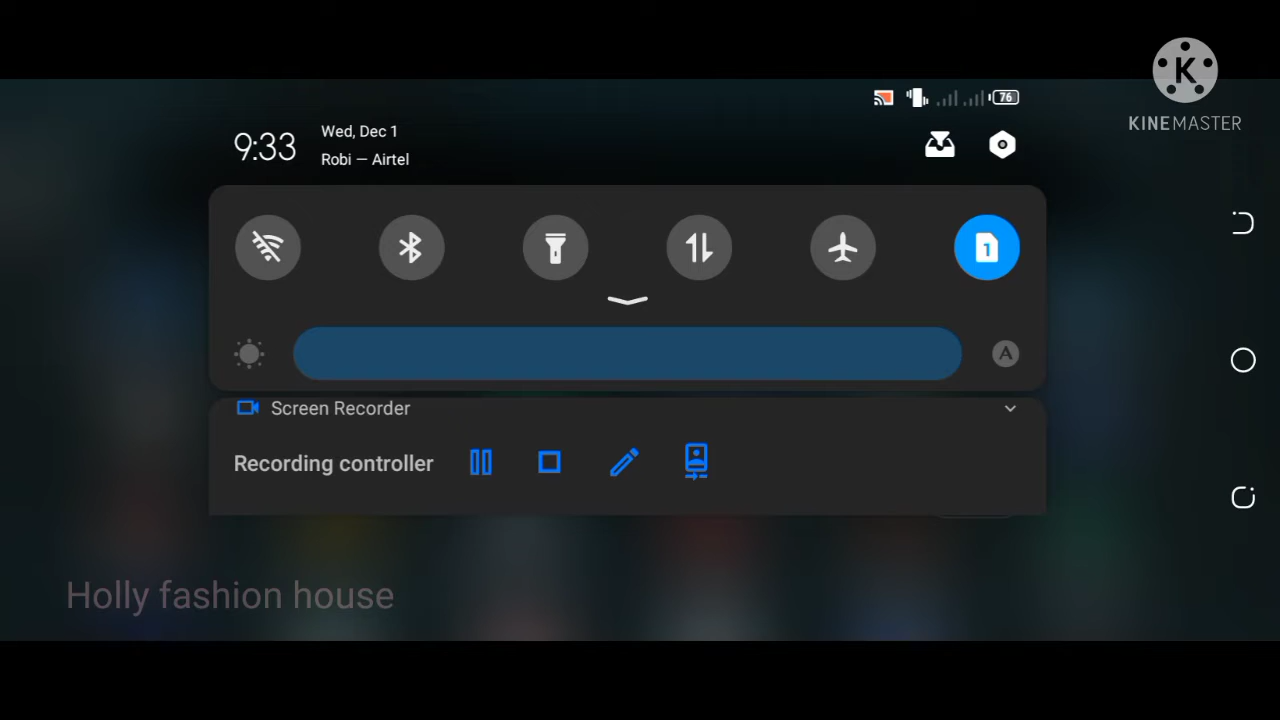 KINEMASTER
76
9:33
Wed, Dec 1
Robi — Airtel
1
A
Screen Recorder
Recording controller
Holly fashion house